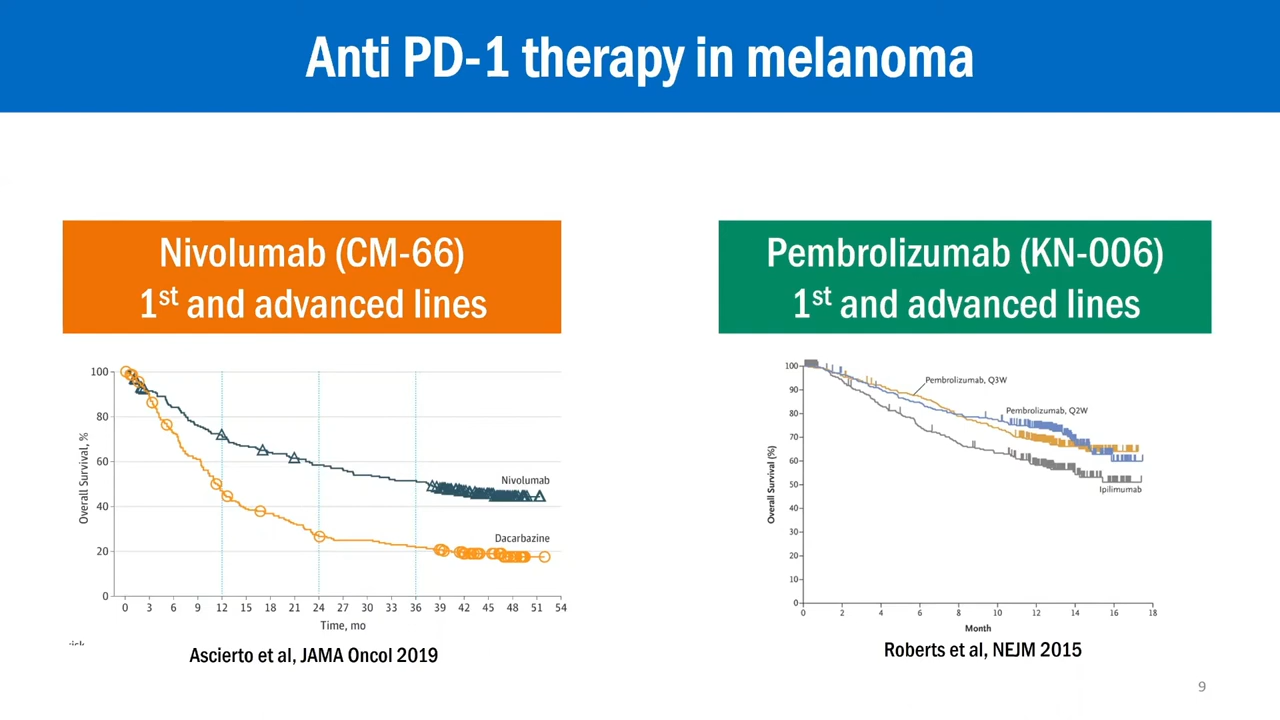 Anti PD-1 therapy in melanoma
Nivolumab (CM-66)
1st and advanced lines
100
80
60
40
20
0
Overall Survival, %
Nivolumab
Dacarbazine
0 3 6 9 12 15 18 21 24 27 30 33 36 39 42 45 48 51 54
Time, mo
Ascierto et al, JAMA Oncol 2019
Pembrolizumab (KN-006)
1st and advanced lines
100
90
80
70
60
50
40
30
20
10
0
Overall Survival (%)
Pembrolizumab, Q3W
Pembrolizumab, Q2W
Ipilimumab
0 2 4 6 8 10 12 14 16 18
Month
Roberts et al, NEJM 2015
9